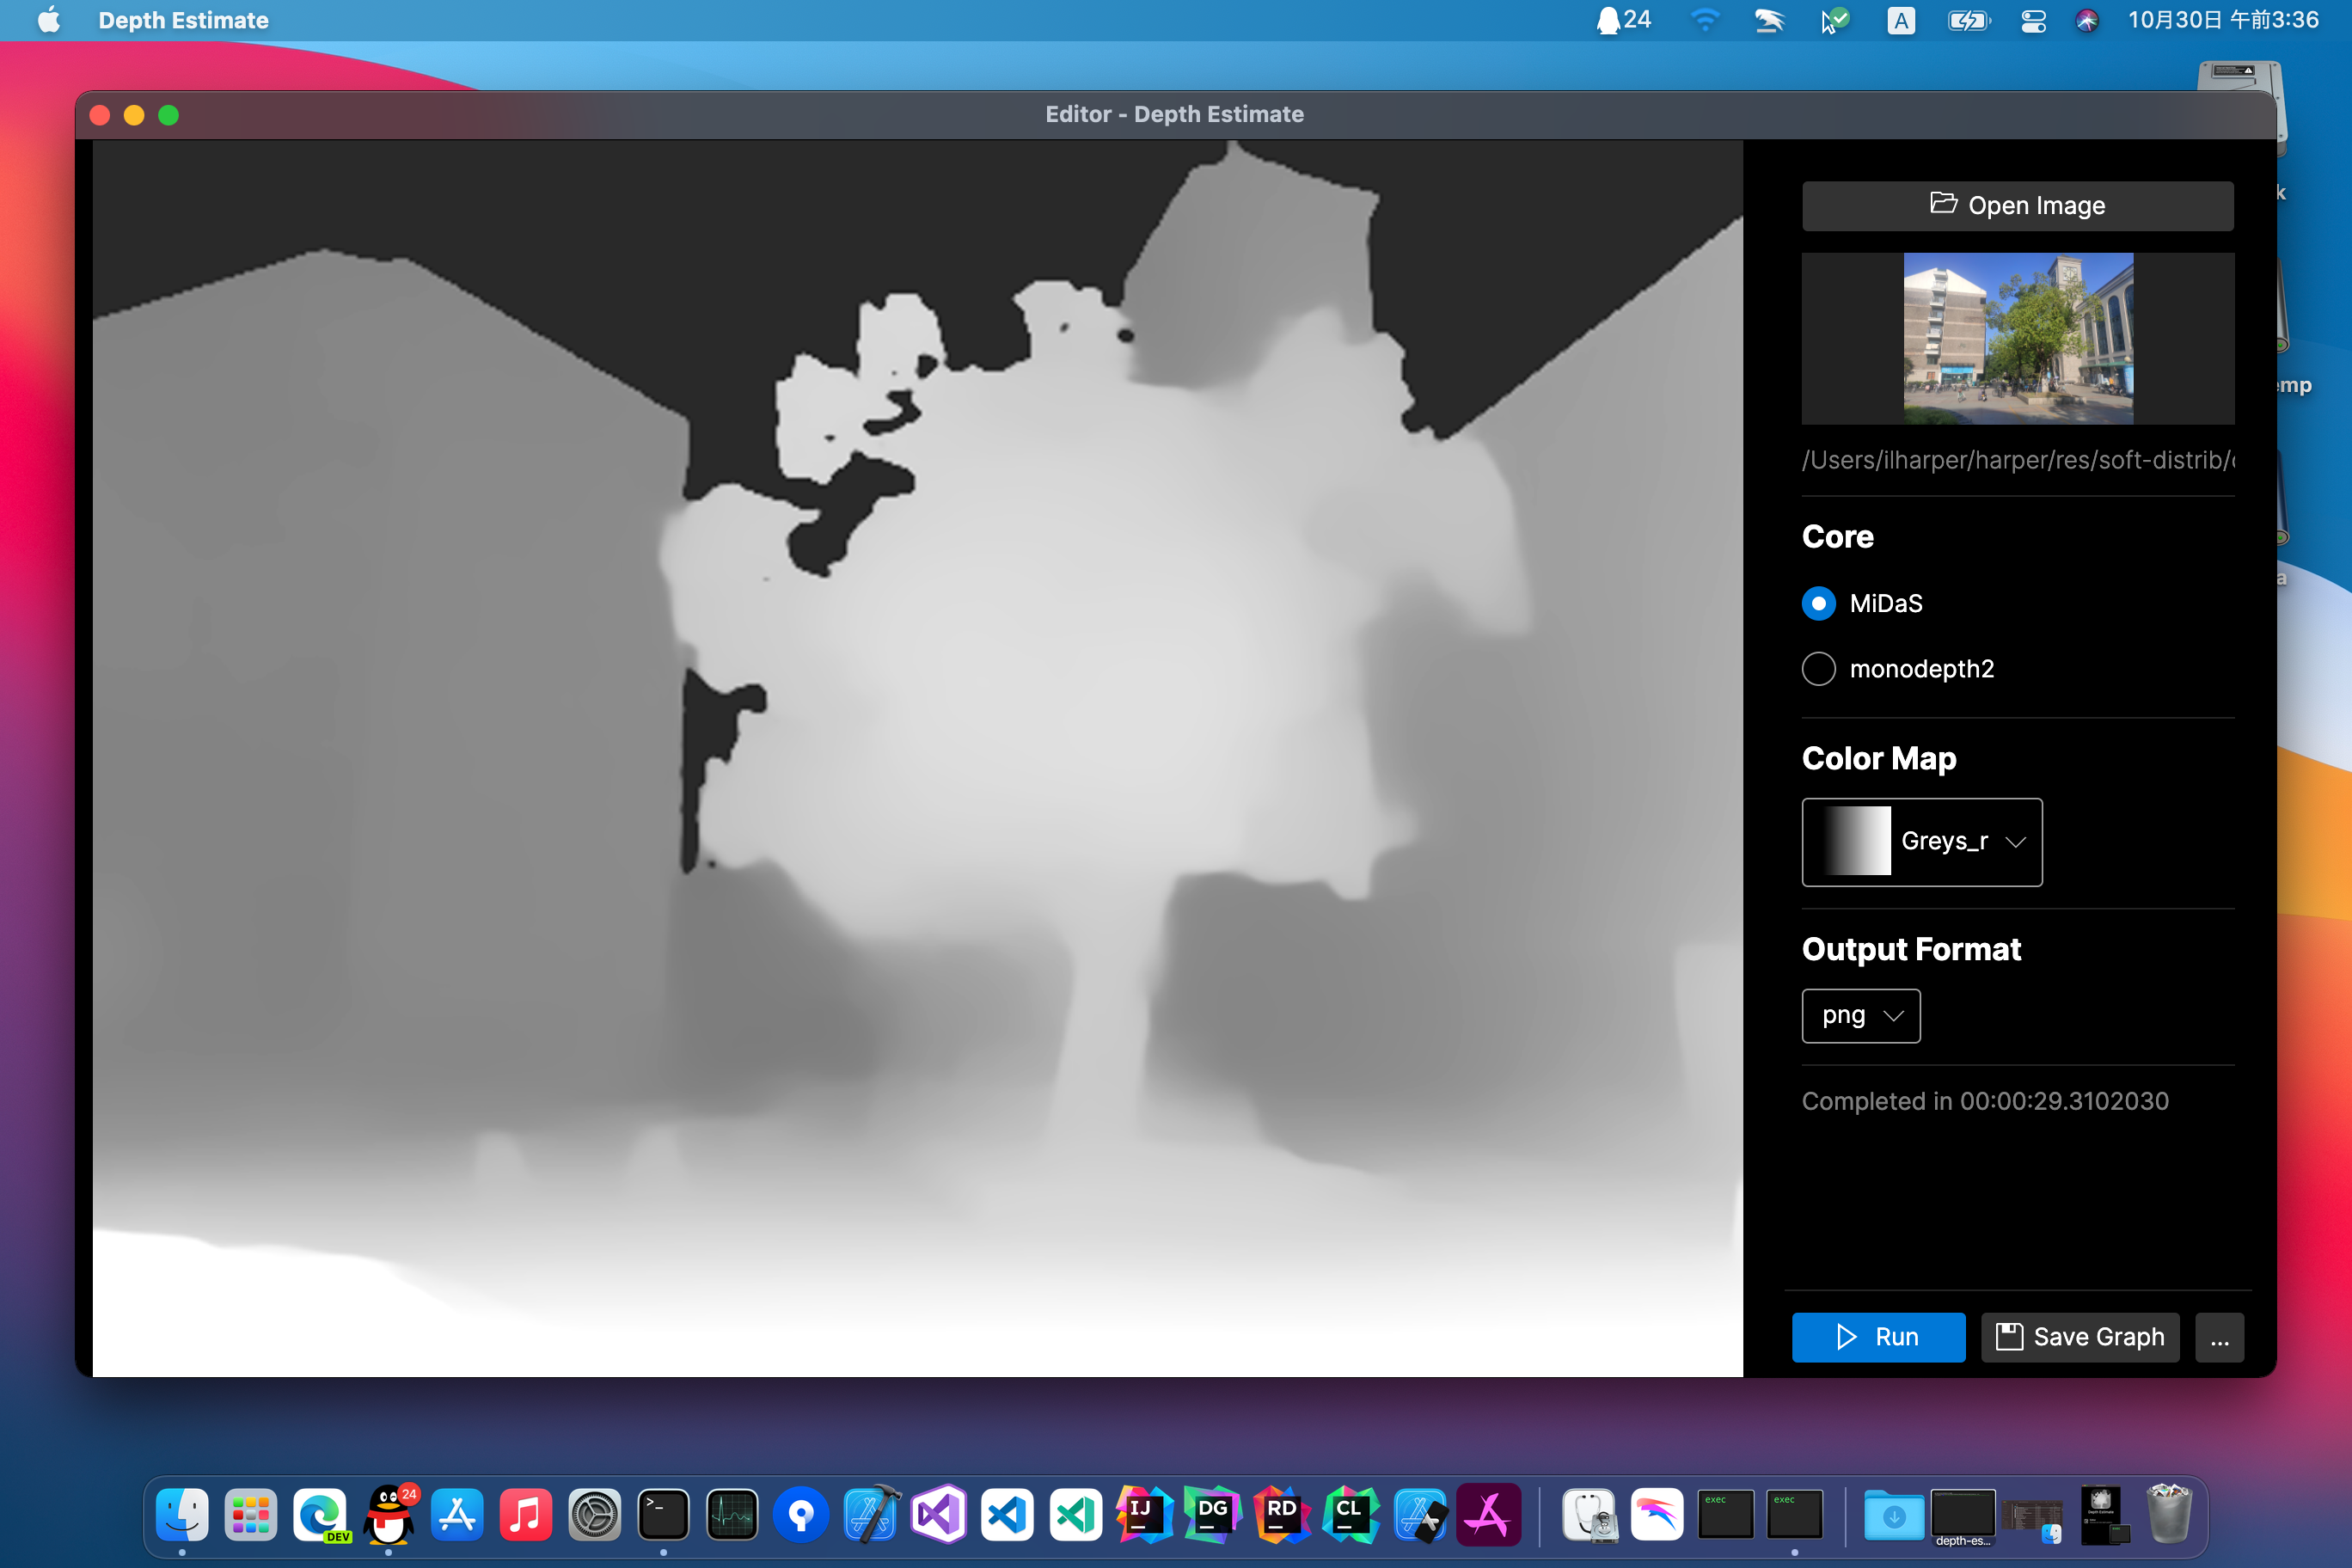 Depth Estimate
24
A
10月30日 午前3:36
Editor - Depth Estimate
Open Image
/Users/ilharper/harper/res/soft-distrib/
Core
MiDaS
monodepth2
Color Map
Greys_r
Output Format
png
Completed in 00:00:29.3102030
Run
Save Graph
...
k
emp
a
DEV
24
>_
IJ
DG
RD
CL
exec
exec
depth-es...